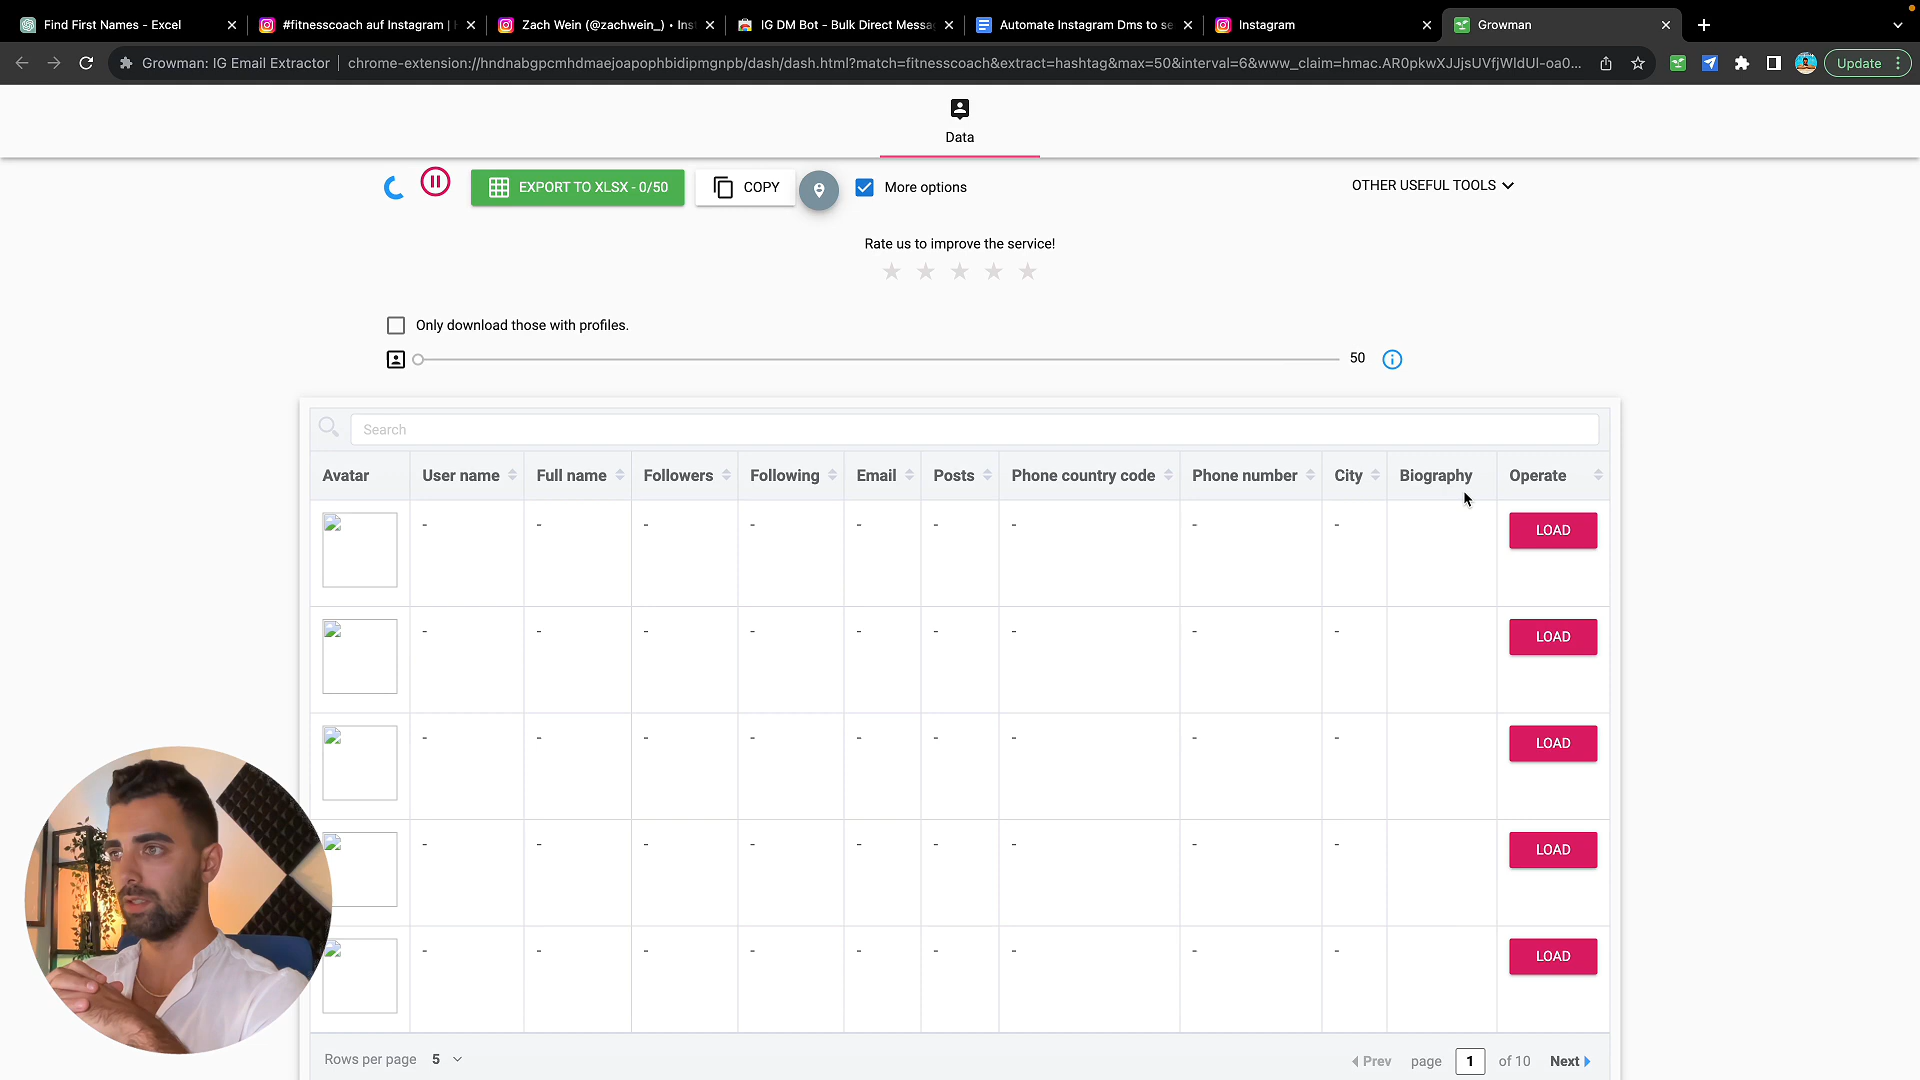 Find First Names - Excel
#fitnesscoach auf Instagram |
Zach Wein (@zachwein_) • Ins
IG DM Bot - Bulk Direct Messa
Automate Instagram Dms to se
Instagram
Growman
Growman: IG Email Extractor
chrome-extension://hndnabgpcmhdmaejoapophbidipmgnpb/dash/dash.html?match=fitnesscoach&extract=hashtag&max=50&interval=6&www_claim=hmac.AR0pkwXJJjsUVfjWldUl-oa0...
Update
Data
EXPORT TO XLSX - 0/50
COPY
More options
OTHER USEFUL TOOLS
Rate us to improve the service!
Only download those with profiles.
50
Search
Avatar User name Full name Followers Following Email Posts Phone country code Phone number City Biography Operate
- - - - - - - - - LOAD
- - - - - - - - - LOAD
- - - - - - - - - LOAD
- - - - - - - - - LOAD
- - - - - - - - - LOAD
Rows per page 5
Prev page 1 of 10 Next